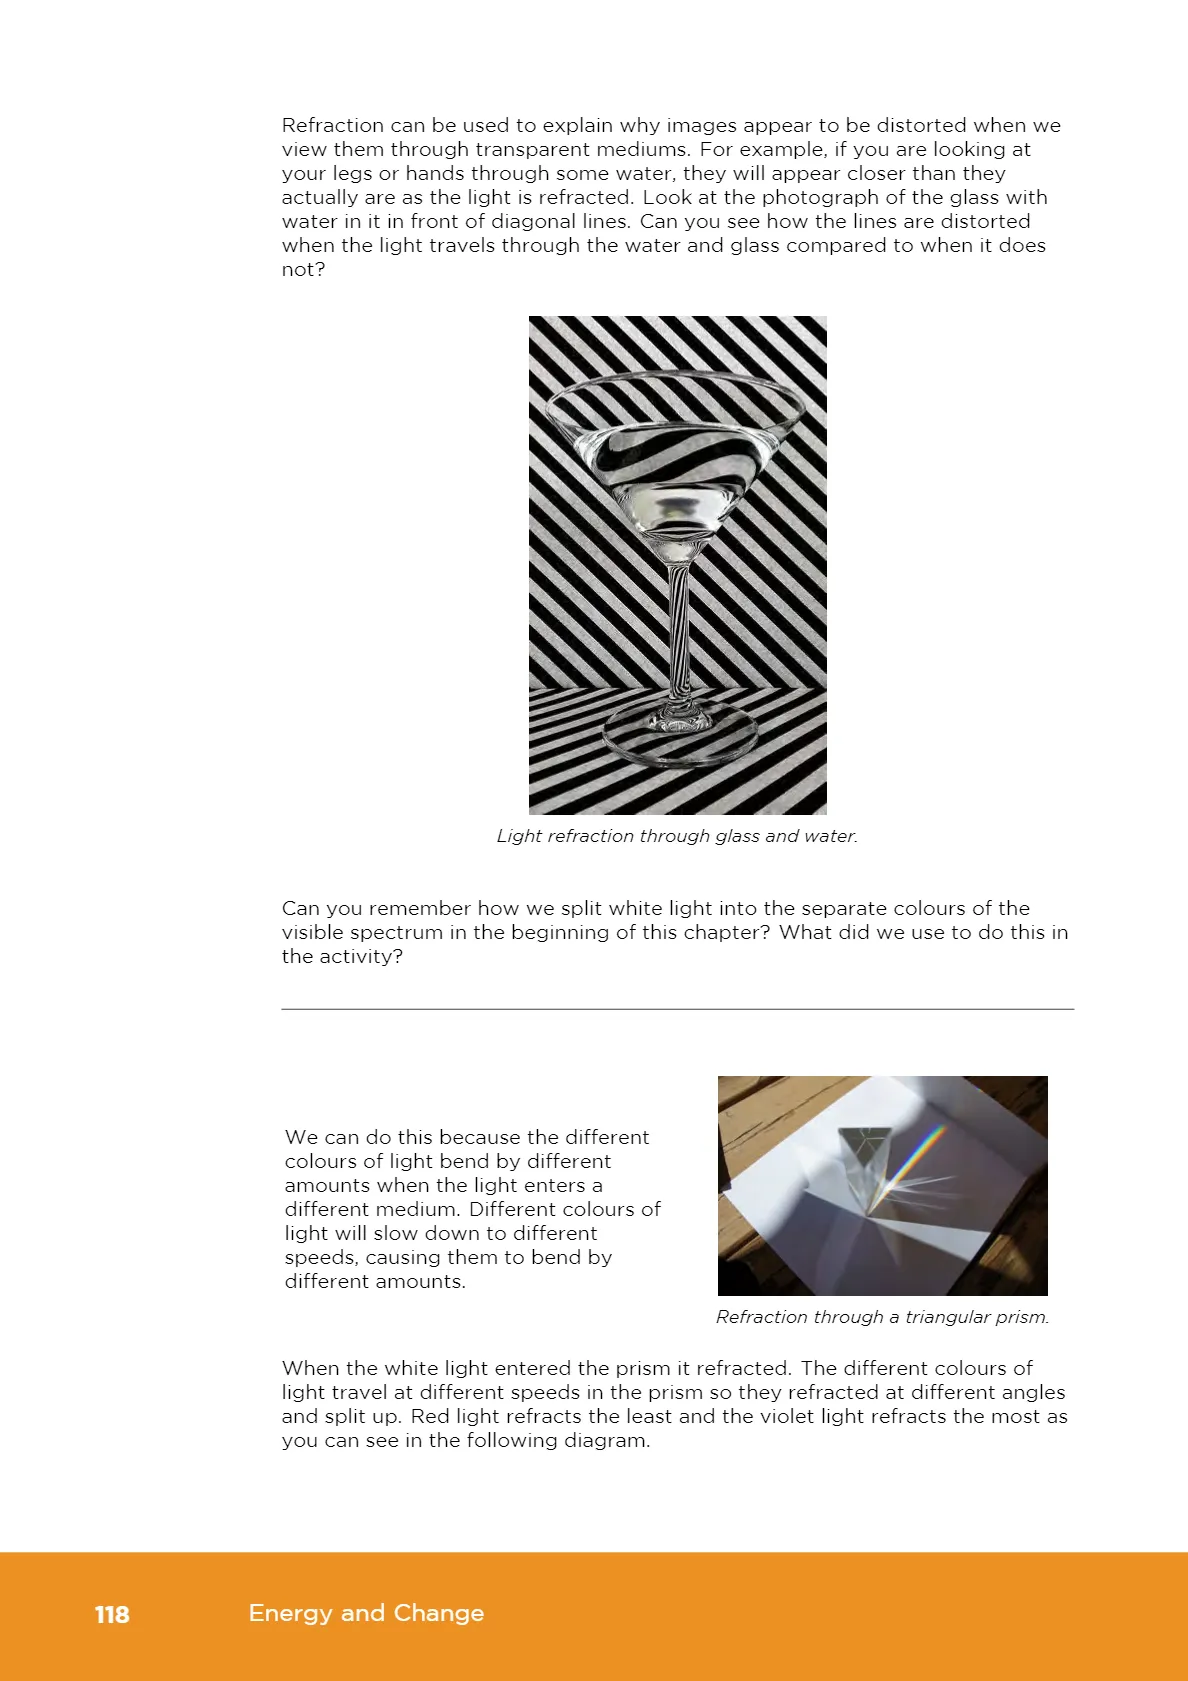 Refraction can be used to explain why images appear to be distorted when we
view them through transparent mediums. For example, if you are looking at
your legs or hands through some water, they will appear closer than they
actually are as the light is refracted. Look at the photograph of the glass with
water in it in front of diagonal lines. Can you see how the lines are distorted
when the light travels through the water and glass compared to when it does
not?
Light refraction through glass and water.
Can you remember how we split white light into the separate colours of the
visible spectrum in the beginning of this chapter? What did we use to do this in
the activity?
We can do this because the different
colours of light bend by different
amounts when the light enters a
different medium. Different colours of
light will slow down to different
speeds, causing them to bend by
different amounts.
Refraction through a triangular prism.
When the white light entered the prism it refracted. The different colours of
light travel at different speeds in the prism so they refracted at different angles
and split up. Red light refracts the least and the violet light refracts the most as
you can see in the following diagram.
118 Energy and Change